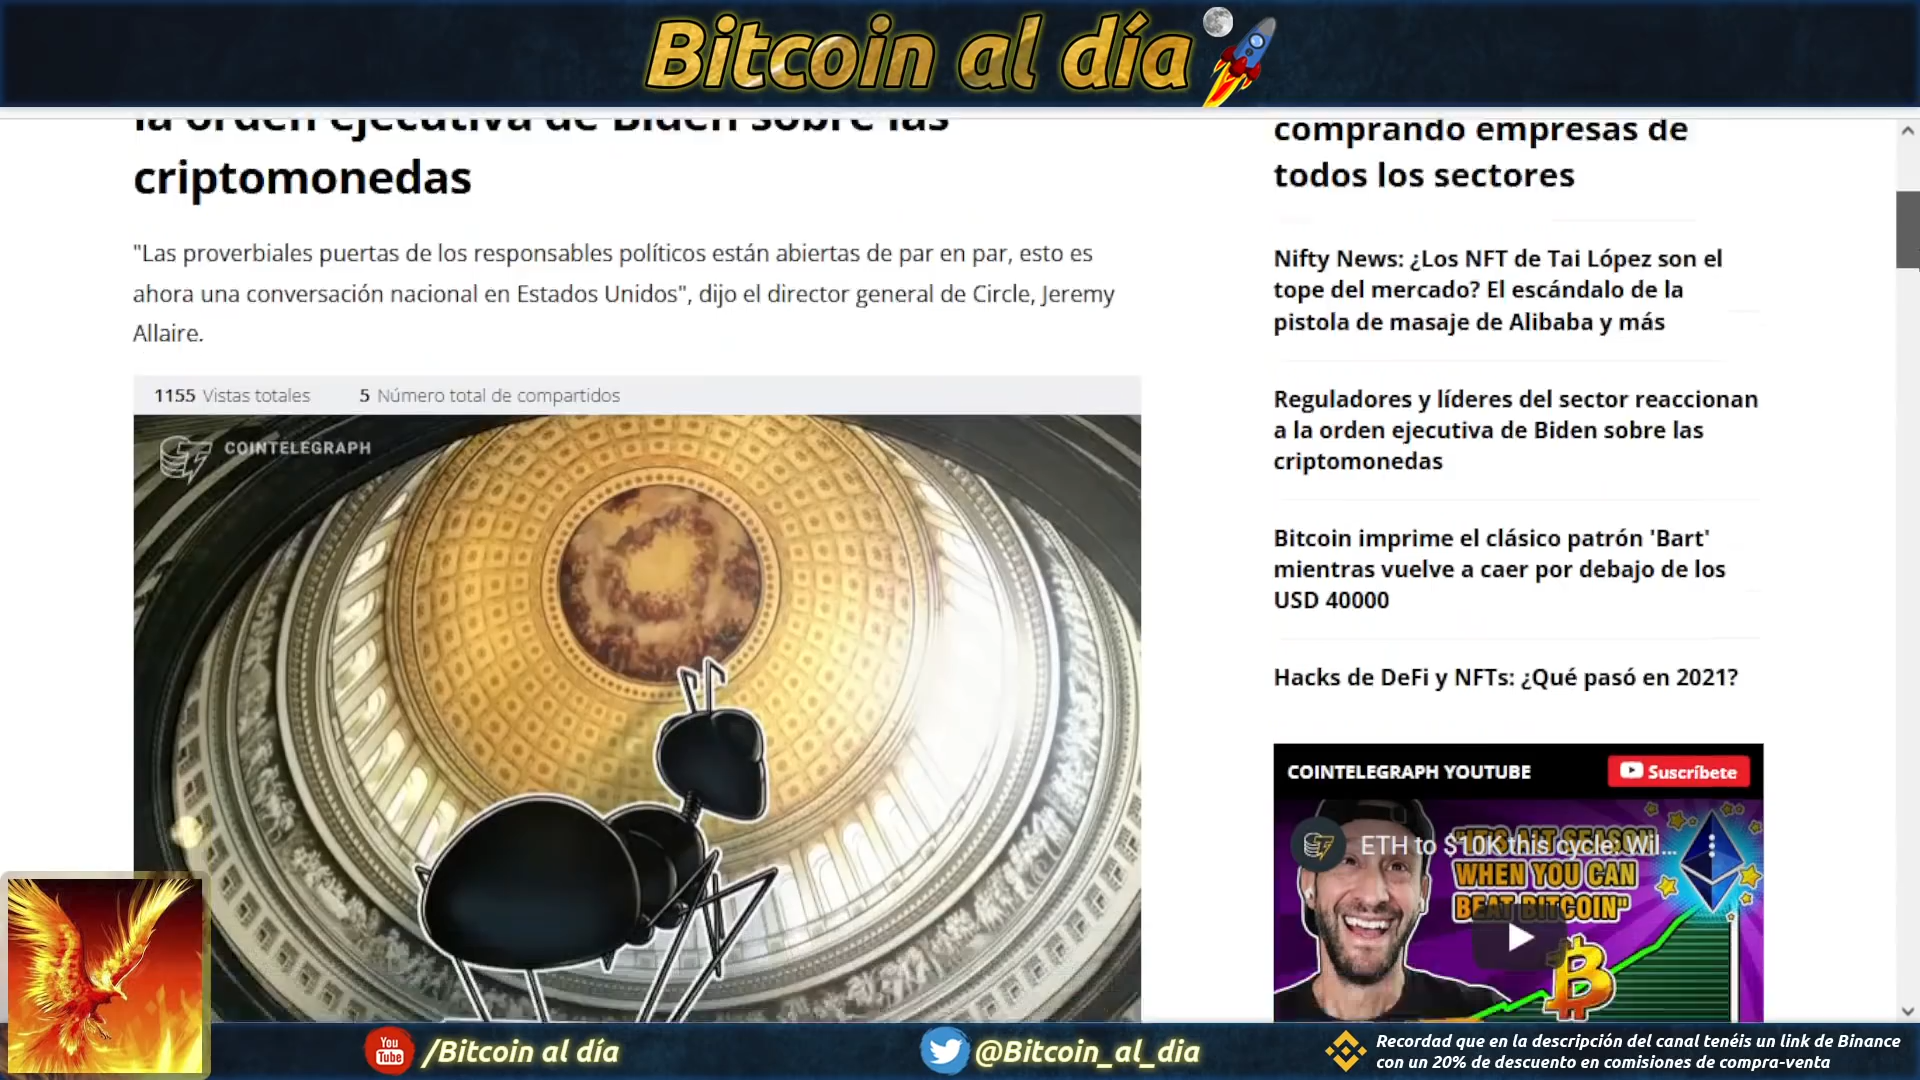 Bitcoin al día
la orden ejecutiva de Biden sobre las
criptomonedas
"Las proverbiales puertas de los responsables políticos están abiertas de par en par, esto es
ahora una conversación nacional en Estados Unidos", dijo el director general de Circle, Jeremy
Allaire.
1155 Vistas totales 5 Número total de compartidos
COINTELEGRAPH
comprando empresas de
todos los sectores
Nifty News: ¿Los NFT de Tai López son el
tope del mercado? El escándalo de la
pistola de masaje de Alibaba y más
Reguladores y líderes del sector reaccionan
a la orden ejecutiva de Biden sobre las
criptomonedas
Bitcoin imprime el clásico patrón 'Bart'
mientras vuelve a caer por debajo de los
USD 40000
Hacks de DeFi y NFTs: ¿Qué pasó en 2021?
COINTELEGRAPH YOUTUBE Suscríbete
ETH to $10K this cycle: Wil...
"IT'S ALT SEASON
WHEN YOU CAN
BEAT BITCOIN"
You
Tube
/Bitcoin al día
@Bitcoin_al_dia
Recordad que en la descripción del canal tenéis un link de Binance
con un 20% de descuento en comisiones de compra-venta